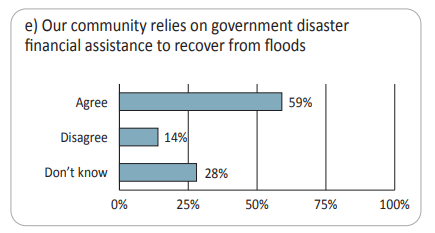 e) Our community relies on government disaster
financial assistance to recover from floods
Agree 59%
Disagree 14%
Don't know 28%
0% 25% 50% 75% 100%